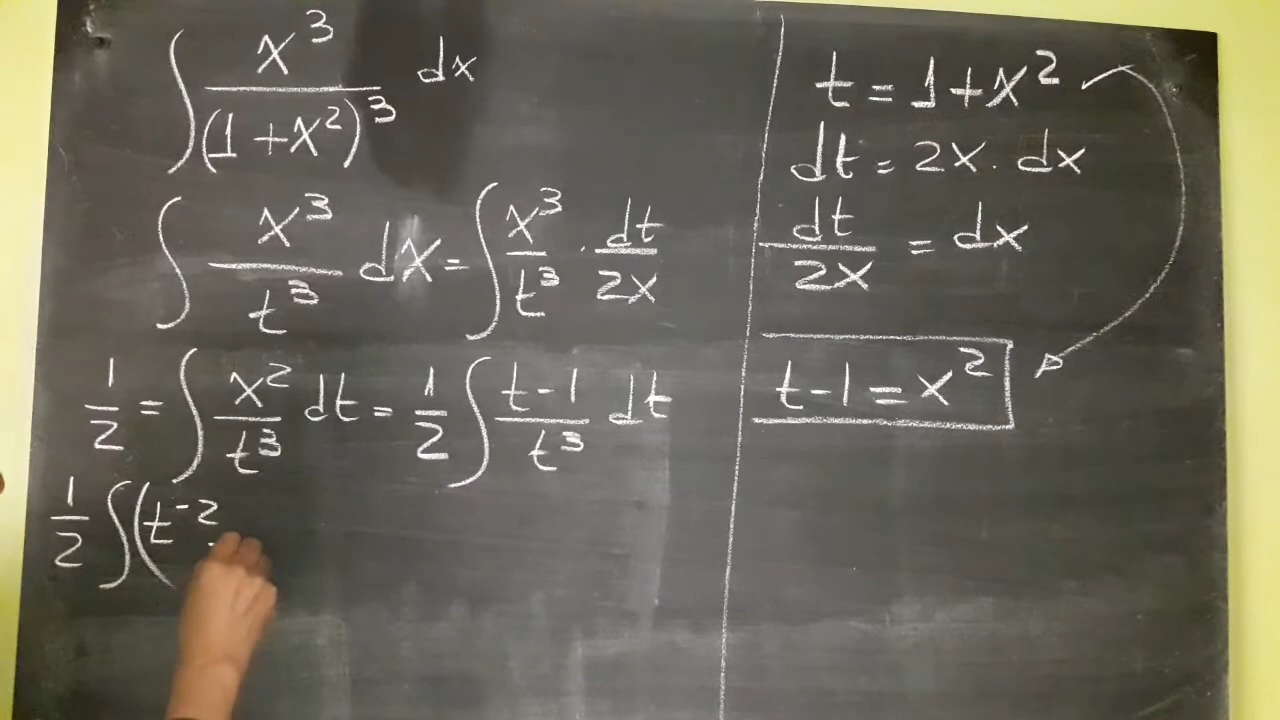 ∫ x³/(1+x²)³ dx
∫ x³/t³ dx = ∫ x³/t³ · dt/2x
1/2 = ∫ x²/t³ dt = 1/2 ∫ t-1/t³ dt
1/2 ∫ (t⁻²
t = 1+x²
dt = 2x · dx
dt/2x = dx
t-1 = x²